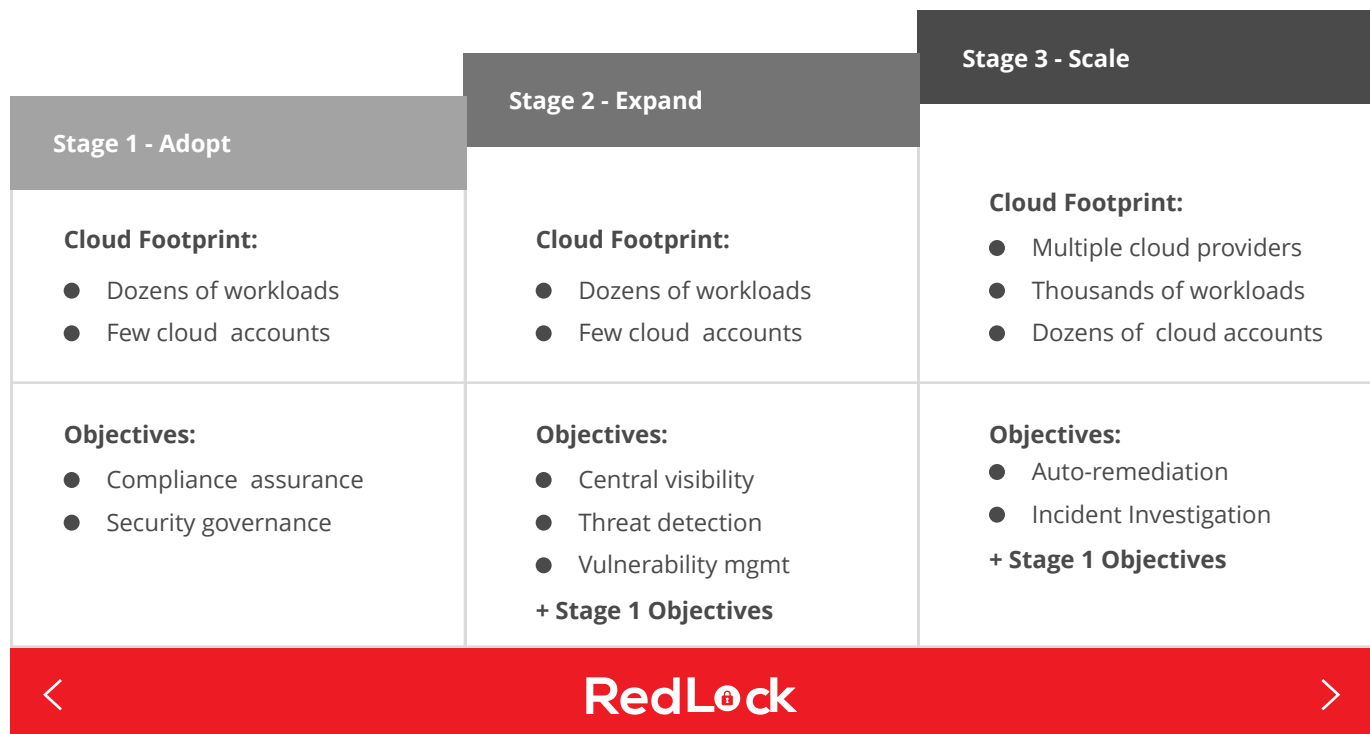 Stage 1 - Adopt
Cloud Footprint:
Dozens of workloads
Few cloud accounts
Objectives:
Compliance assurance
Security governance
Stage 2 - Expand
Cloud Footprint:
Dozens of workloads
Few cloud accounts
Objectives:
Central visibility
Threat detection
Vulnerability mgmt
+ Stage 1 Objectives
Stage 3 - Scale
Cloud Footprint:
Multiple cloud providers
Thousands of workloads
Dozens of cloud accounts
Objectives:
Auto-remediation
Incident Investigation
+ Stage 1 Objectives
RedLock